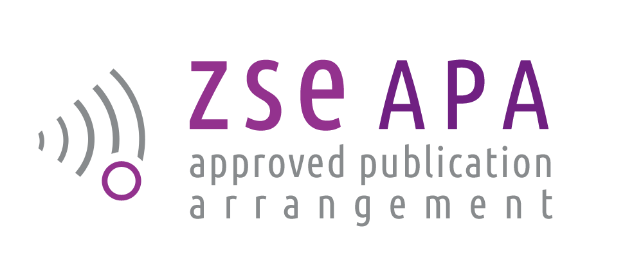 zse APA
approved publication
arrangement